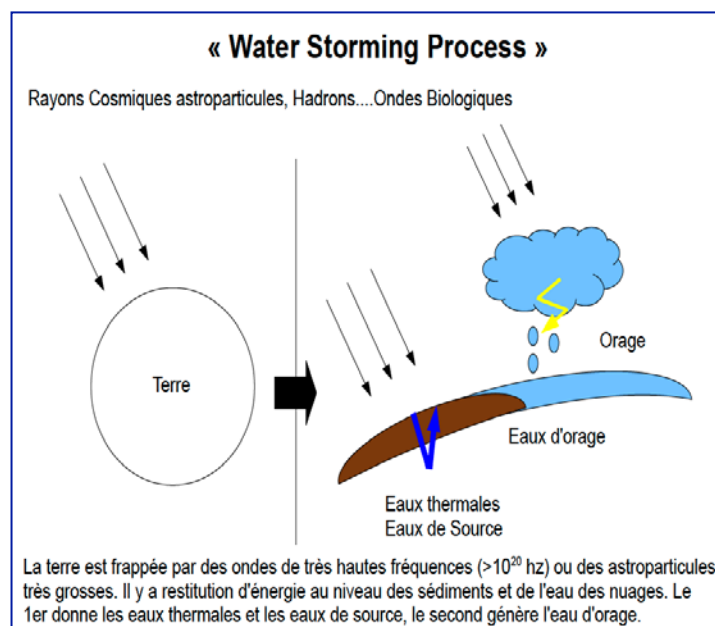 « Water Storming Process »
Rayons Cosmiques astroparticules, Hadrons....Ondes Biologiques
Terre
Orage
Eaux d'orage
Eaux thermales
Eaux de Source
La terre est frappée par des ondes de très hautes fréquences (>10²⁰ hz) ou des astroparticules
très grosses. Il y a restitution d'énergie au niveau des sédiments et de l'eau des nuages. Le
1er donne les eaux thermales et les eaux de source, le second génère l'eau d'orage.